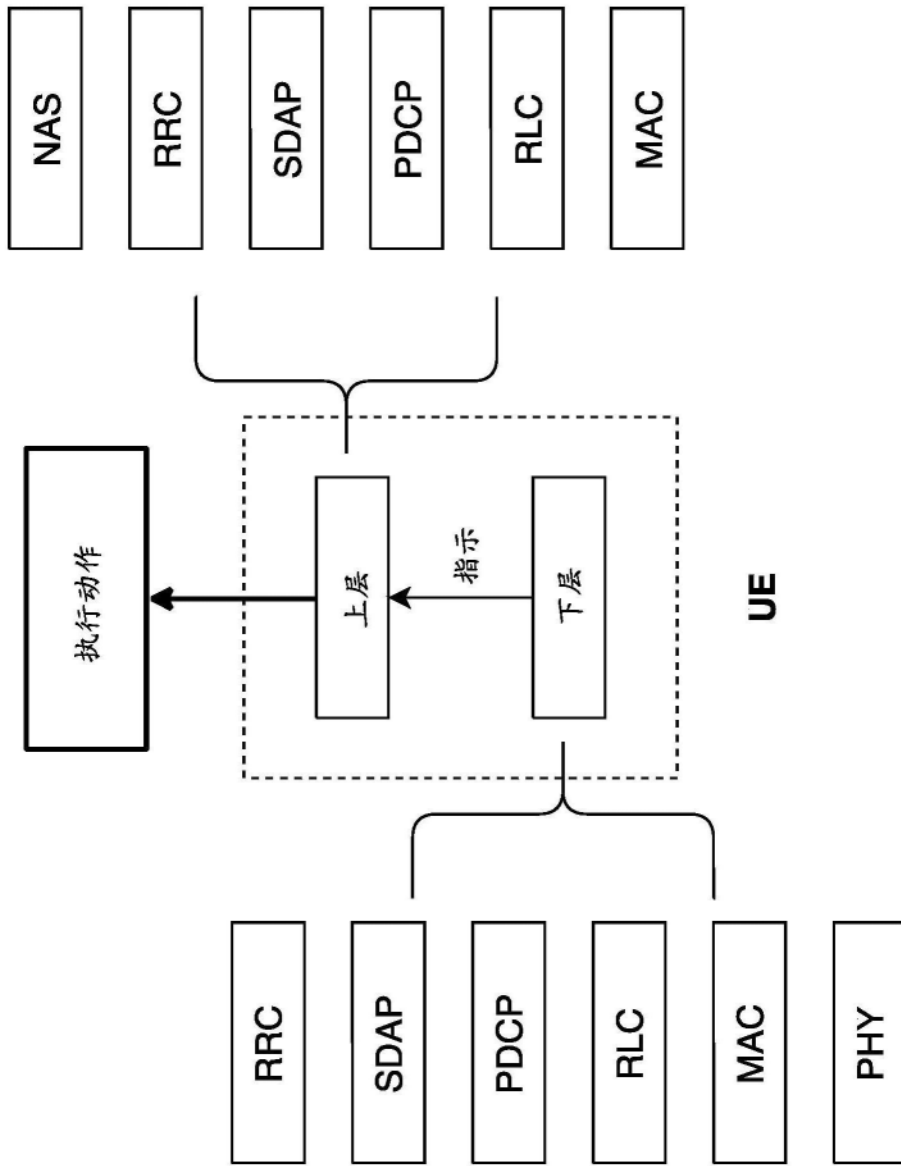 PHY
MAC
RLC
PDCP
SDAP
RRC
UE
下层
指示
上层
执行动作
MAC
RLC
PDCP
SDAP
RRC
NAS